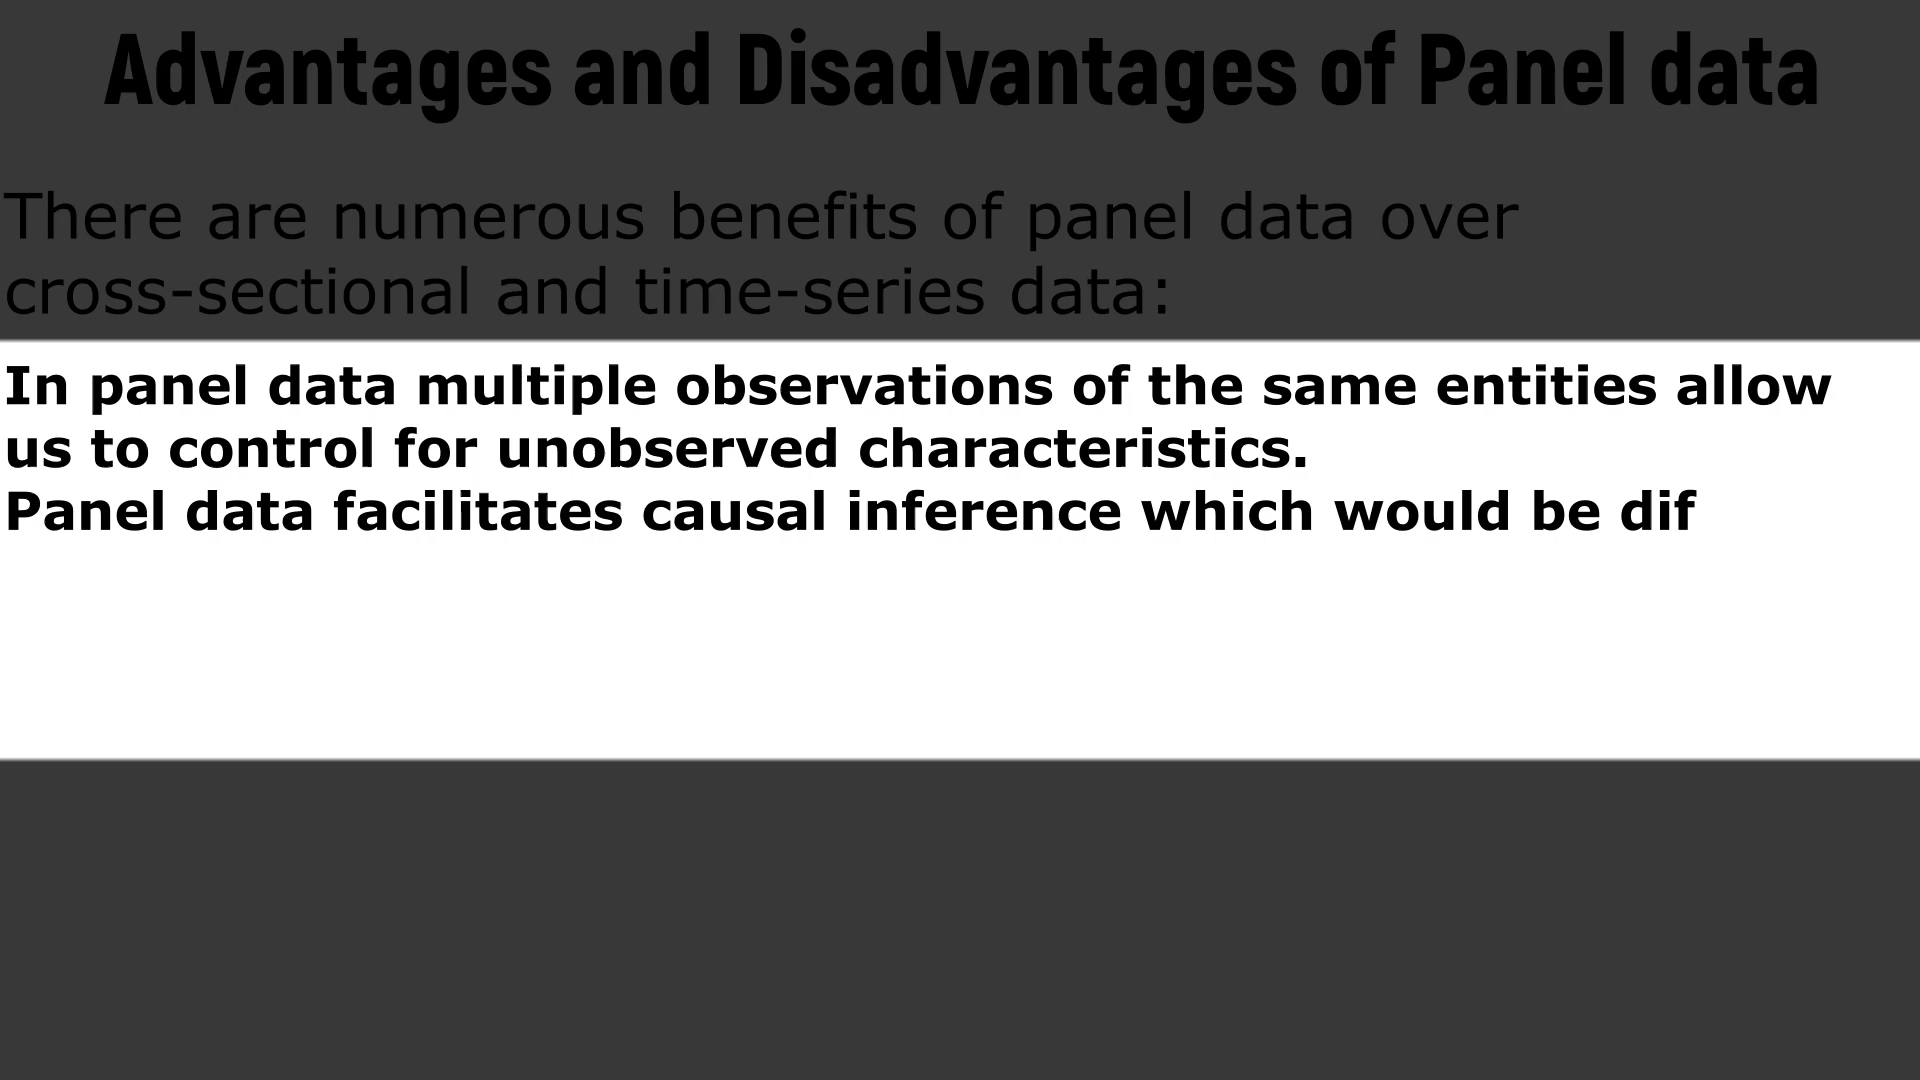 Advantages and Disadvantages of Panel data
There are numerous benefits of panel data over
cross-sectional and time-series data:
In panel data multiple observations of the same entities allow
us to control for unobserved characteristics.
Panel data facilitates causal inference which would be dif